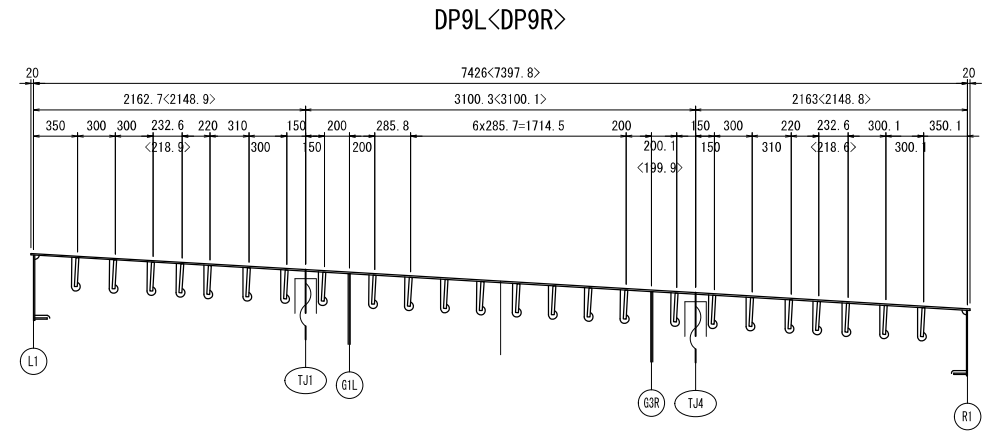 DP9L<DP9R>
20 7426<7397.8> 20
2162.7<2148.9> 3100.3<3100.1> 2163<2148.8>
350 300 300 232.6 220 310 150 200 285.8 6x285.7=1714.5 200 150 300 220 232.6 300.1 350.1
<218.9> 300 150 200 200.1 150 310 <218.6> 300.1
<199.9>
L1 TJ1 G1L G3R TJ4 R1